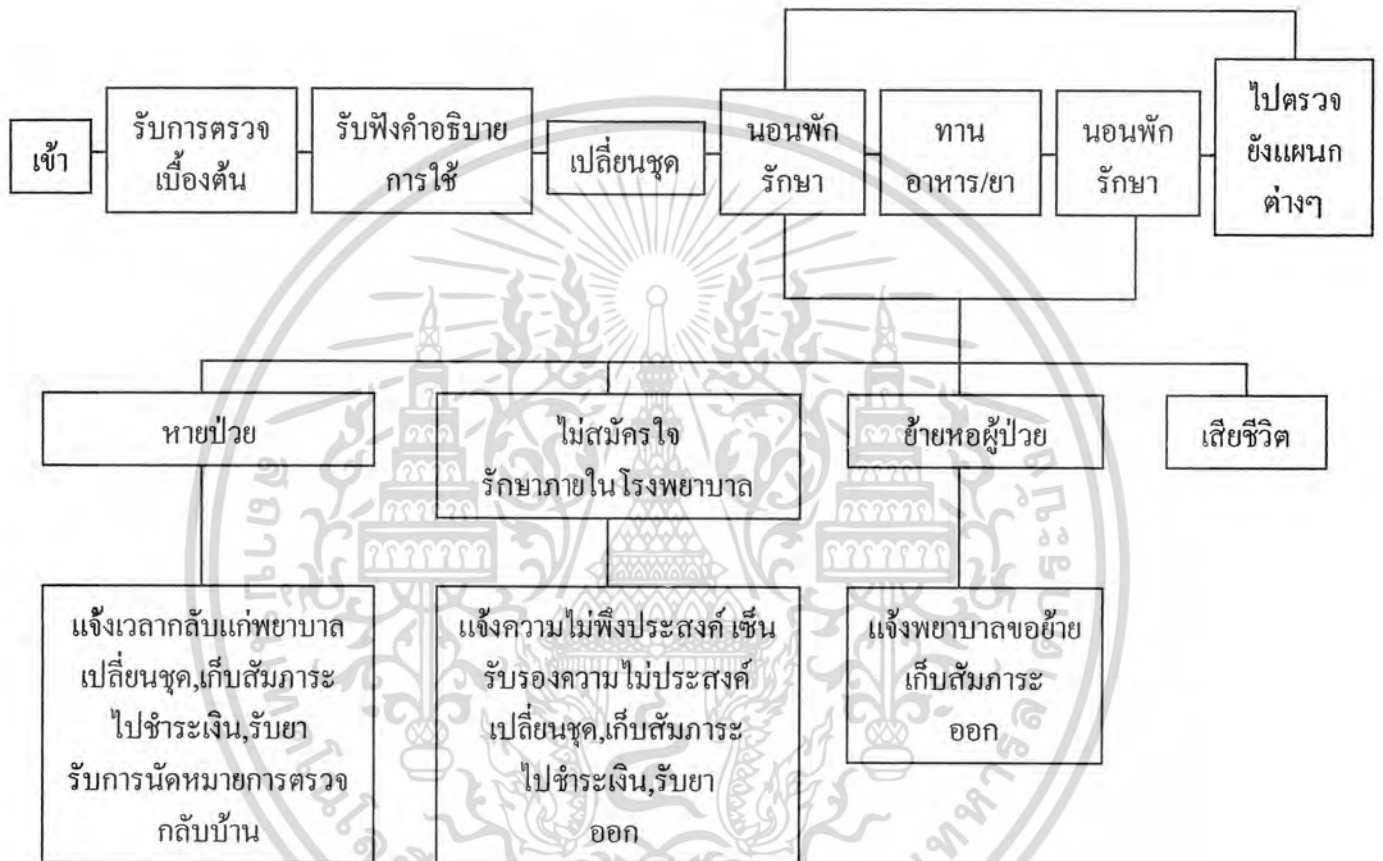 เข้า
รับการตรวจ
เบื้องต้น
รับฟังคำอธิบาย
การใช้
เปลี่ยนชุด
นอนพัก
รักษา
ทาน
อาหาร/ยา
นอนพัก
รักษา
ไปตรวจ
ยังแผนก
ต่างๆ
หายป่วย
ไม่สมัครใจ
รักษาภายในโรงพยาบาล
ย้ายหอผู้ป่วย
เสียชีวิต
แจ้งเวลากลับแก่พยาบาล
เปลี่ยนชุด,เก็บสัมภาระ
ไปชำระเงิน,รับยา
รับการนัดหมายการตรวจ
กลับบ้าน
แจ้งความไม่พึงประสงค์ เซ็น
รับรองความไม่ประสงค์
เปลี่ยนชุด,เก็บสัมภาระ
ไปชำระเงิน,รับยา
ออก
แจ้งพยาบาลขอย้าย
เก็บสัมภาระ
ออก